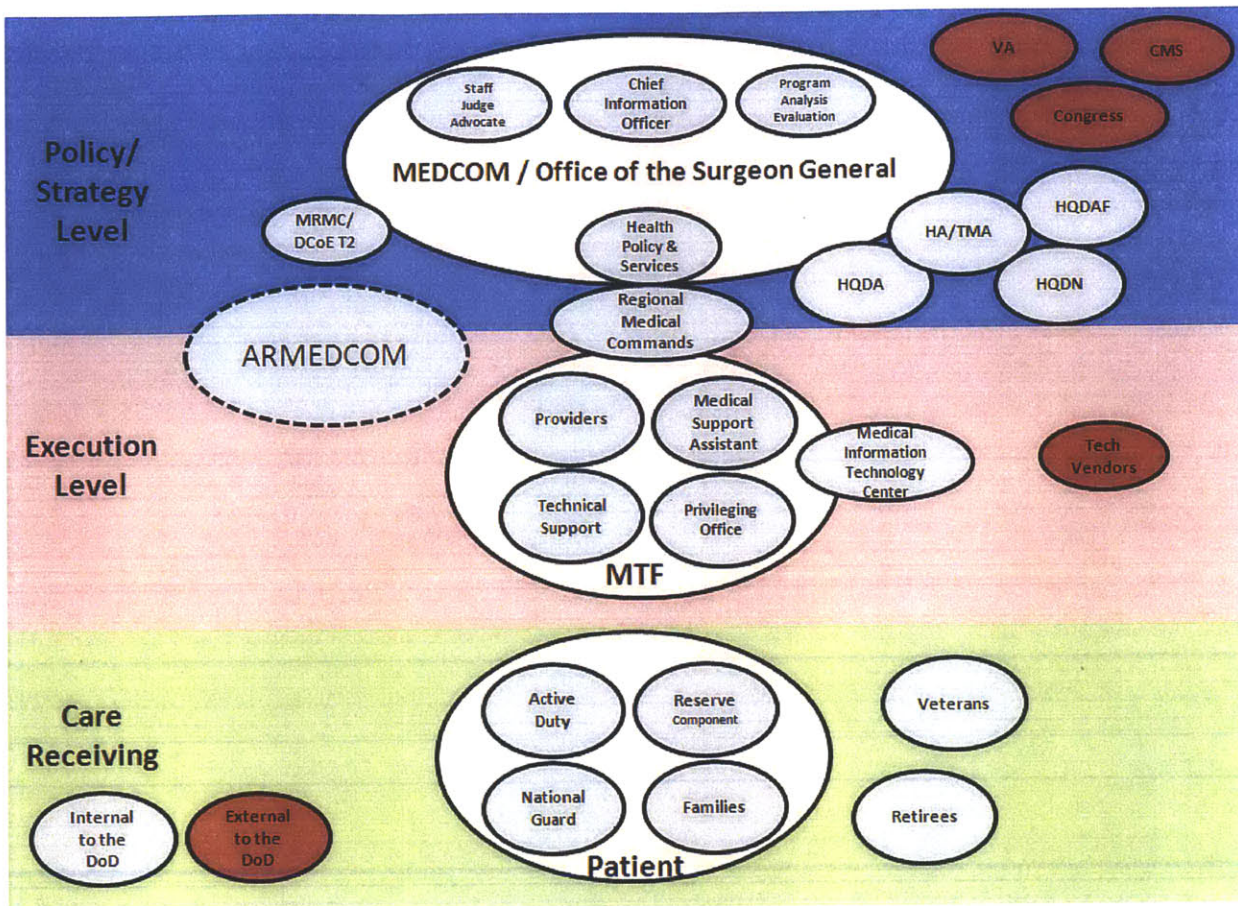 VA
CMS
Congress
Staff
Judge
Advocate
Chief
Information
Officer
Program
Analysis
Evaluation
MEDCOM / Office of the Surgeon General
Policy/
Strategy
Level
MRMC/
DCoE T2
Health
Policy &
Services
HQDAF
HA/TMA
HQDA
HQDN
Regional
Medical
Commands
ARMEDCOM
Execution
Level
Providers
Medical
Support
Assistant
Technical
Support
Privileging
Office
MTF
Medical
Information
Technology
Center
Tech
Vendors
Care
Receiving
Active
Duty
Reserve
Component
National
Guard
Families
Patient
Veterans
Retirees
Internal
to the
DoD
External
to the
DoD